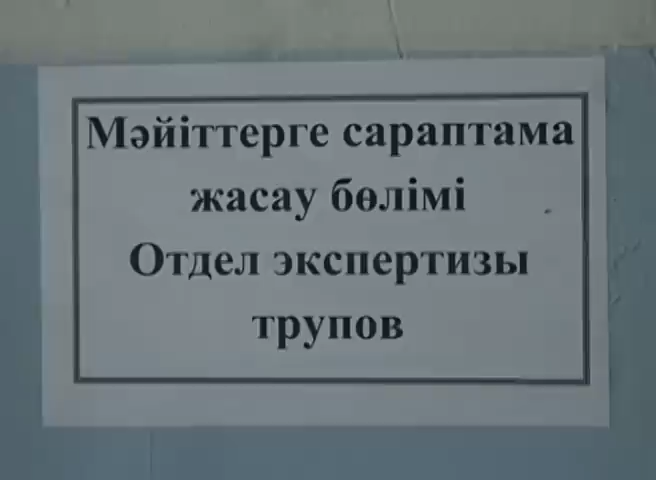 Мәйіттерге сараптама
жасау бөлімі
Отдел экспертизы
трупов